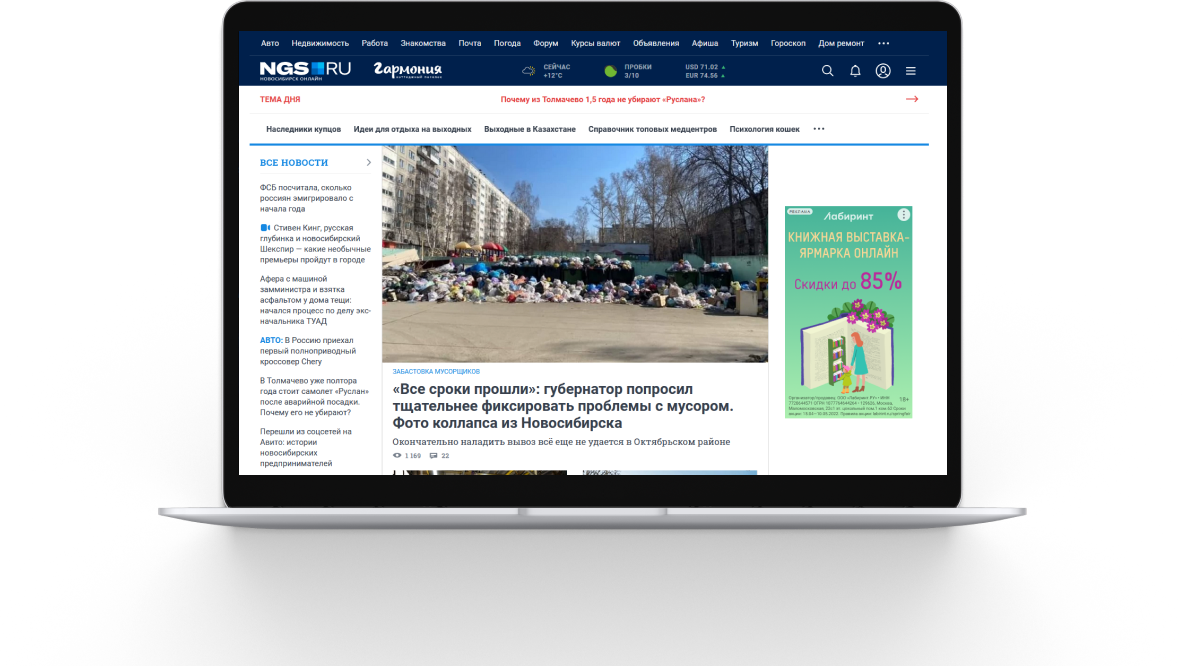 Авто Недвижимость Работа Знакомства Почта Погода Форум Курсы валют Объявления Афиша Туризм Гороскоп Дом ремонт •••
NGS RU
НОВОСИБИРСК ОНЛАЙН
Гармония
СЕЙЧАС
+12°C
ПРОБКИ
3/10
USD 71.02 ▲
EUR 74.56 ▲
ТЕМА ДНЯ
Почему из Толмачево 1,5 года не убирают «Руслана»?
Наследники купцов Идеи для отдыха на выходных Выходные в Казахстане Справочник топовых медцентров Психология кошек •••
ВСЕ НОВОСТИ
ФСБ посчитала, сколько
россиян эмигрировало с
начала года
Стивен Кинг, русская
глубинка и новосибирский
Шекспир — какие необычные
премьеры пройдут в городе
Афера с машиной
замминистра и взятка
асфальтом у дома тещи:
начался процесс по делу экс-
начальника ТУАД
АВТО: В Россию приехал
первый полноприводный
кроссовер Chery
В Толмачево уже полтора
года стоит самолет «Руслан»
после аварийной посадки.
Почему его не убирают?
Перешли из соцсетей на
Авито: истории
новосибирских
предпринимателей
ЗАБАСТОВКА МУСОРЩИКОВ
«Все сроки прошли»: губернатор попросил
тщательнее фиксировать проблемы с мусором.
Фото коллапса из Новосибирска
Окончательно наладить вывоз всё еще не удается в Октябрьском районе
1 169 22
РЕКЛАМА
Лабиринт
КНИЖНАЯ ВЫСТАВКА-
ЯРМАРКА ОНЛАЙН
Скидки до 85%
18+